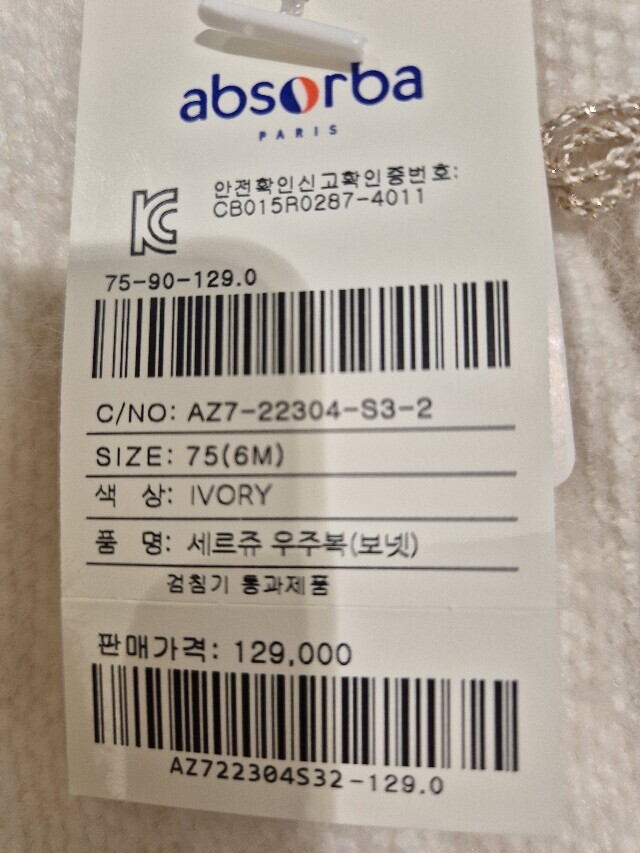 absorba
PARIS
안전확인신고확인증번호:
CB015R0287-4011
75-90-129.0
C/NO: AZ7-22304-S3-2
SIZE: 75(6M)
색 상: IVORY
품 명: 세르쥬 우주복(보넷)
검침기 통과제품
판매가격: 129,000
AZ722304S32-129.0